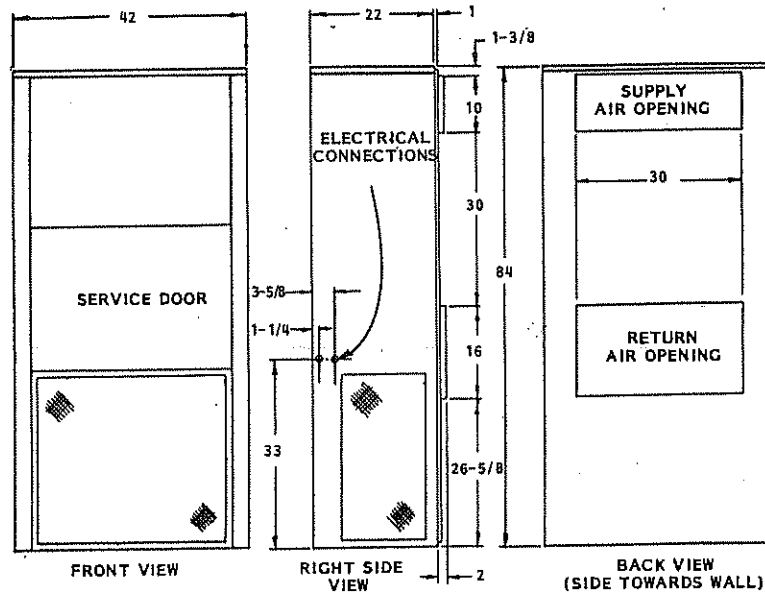 42
22
1
1-3/8
SUPPLY
AIR OPENING
10
ELECTRICAL
CONNECTIONS
30
30
84
SERVICE DOOR
3-5/8
1-1/4
RETURN
AIR OPENING
16
33
26-5/8
2
FRONT VIEW
RIGHT SIDE
VIEW
BACK VIEW
(SIDE TOWARDS WALL)